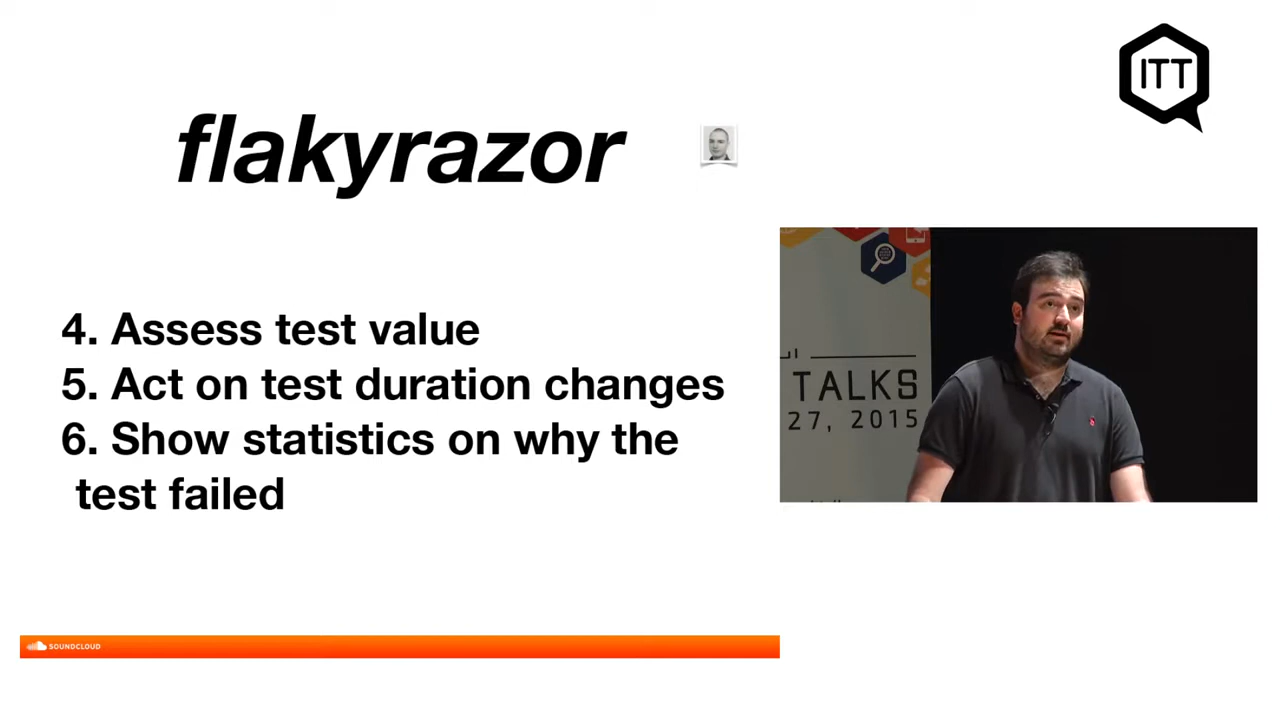 ITT
flakyrazor
4. Assess test value
5. Act on test duration changes
6. Show statistics on why the
test failed
TALKS
27, 2015
SOUNDCLOUD